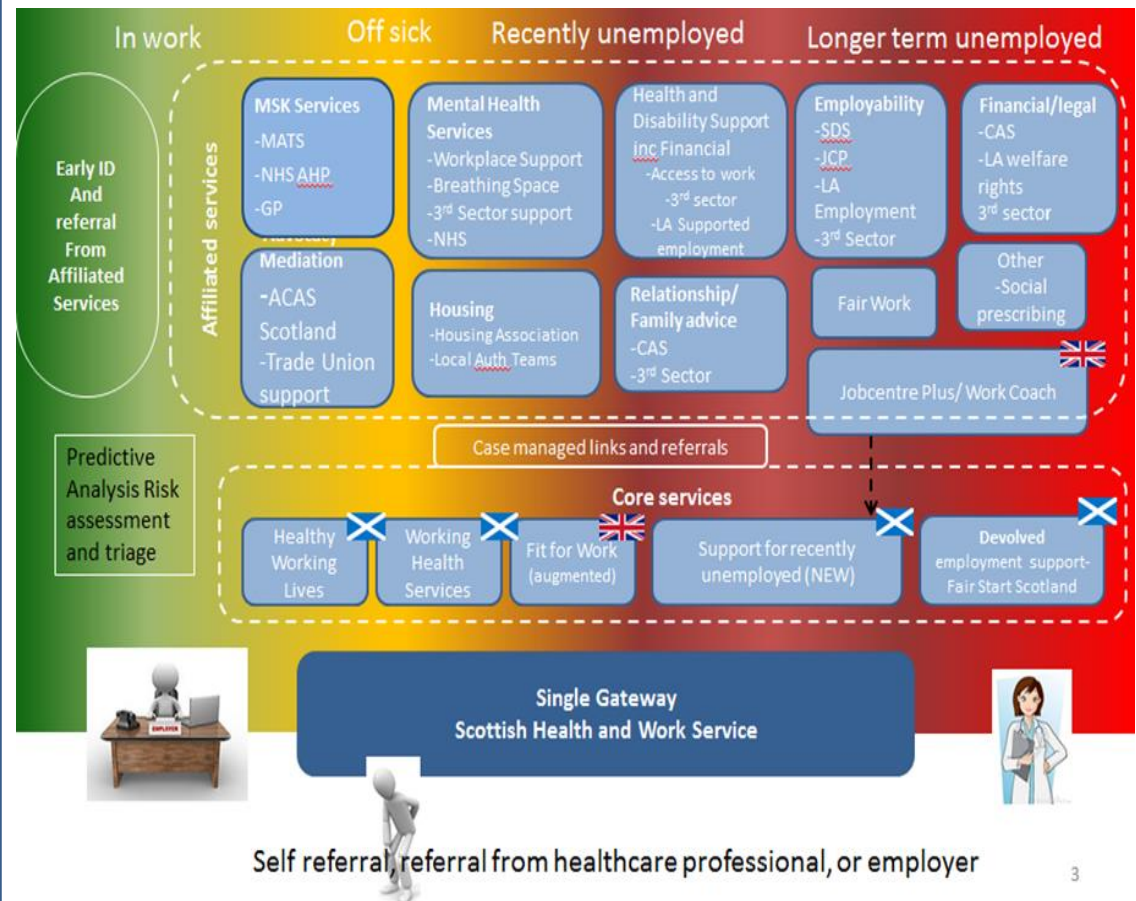 In work
Off sick
Recently unemployed
Longer term unemployed
Early ID
And
referral
From
Affiliated
Services
Affiliated services
MSK Services
-MATS
-NHS AHP
-GP
-Advocacy
Mediation
-ACAS
Scotland
-Trade Union
support
Mental Health
Services
-Workplace Support
-Breathing Space
-3rd Sector support
-NHS
Housing
-Housing Association
-Local Auth Teams
Health and
Disability Support
inc Financial
-Access to work
-3rd sector
-LA Supported
employment
Relationship/
Family advice
-CAS
-3rd Sector
Employability
-SDS
-JCP
-LA
Employment
-3rd Sector
Financial/legal
-CAS
-LA welfare
rights
3rd sector
Fair Work
Other
-Social
prescribing
Jobcentre Plus/ Work Coach
Case managed links and referrals
Predictive
Analysis Risk
assessment
and triage
Core services
Healthy
Working
Lives
Working
Health
Services
Fit for Work
(augmented)
Support for recently
unemployed (NEW)
Devolved
employment support-
Fair Start Scotland
EMPLOYER
Single Gateway
Scottish Health and Work Service
Self referral, referral from healthcare professional, or employer
3